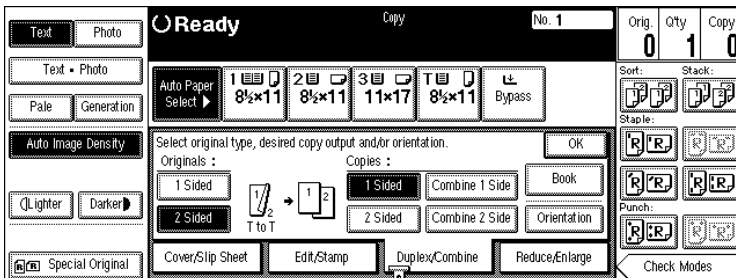 Text Photo
Text • Photo
Pale Generation
Auto Image Density
Lighter Darker
Special Original
Ready
Copy
No. 1
Auto Paper Select ▶
1 8½×11
2 8½×11
3 11×17
T 8½×11
Bypass
Select original type, desired copy output and/or orientation.
OK
Originals :
Copies :
1 Sided
1 2
T to T
1 2
1 Sided
Combine 1 Side
Book
2 Sided
2 Sided
Combine 2 Side
Orientation
Cover/Slip Sheet
Edit/Stamp
Duplex/Combine
Reduce/Enlarge
Orig. Q'ty Copy
0 1 0
Sort: Stack:
Staple:
Punch:
Check Modes